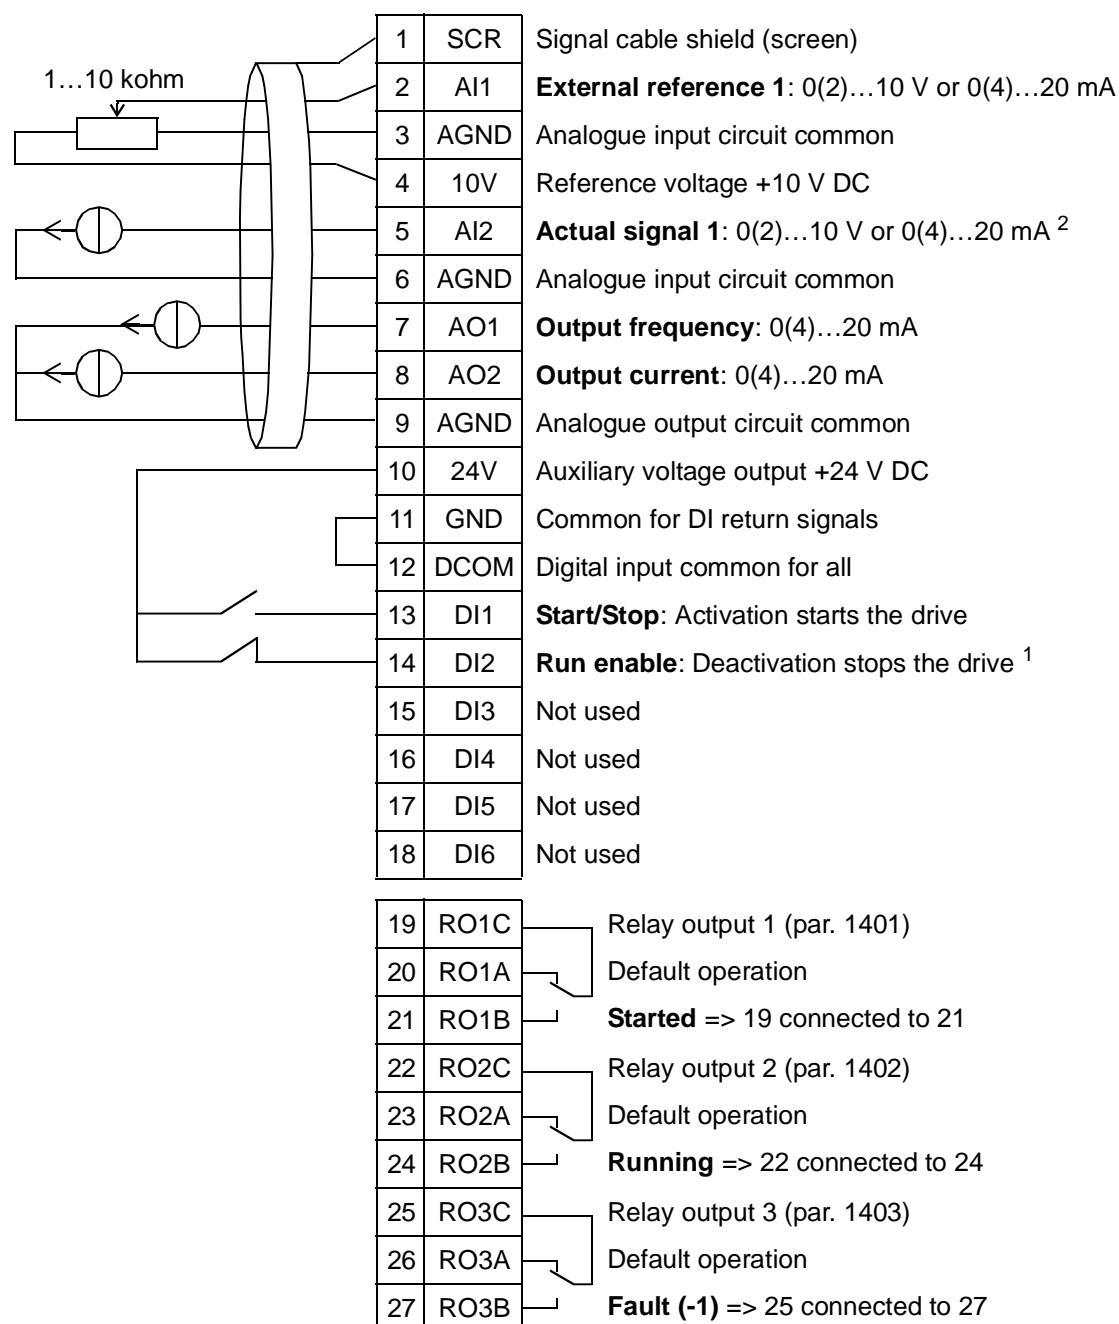 1 SCR Signal cable shield (screen)
1…10 kohm
2 AI1 External reference 1: 0(2)…10 V or 0(4)…20 mA
3 AGND Analogue input circuit common
4 10V Reference voltage +10 V DC
5 AI2 Actual signal 1: 0(2)…10 V or 0(4)…20 mA 2
6 AGND Analogue input circuit common
7 AO1 Output frequency: 0(4)…20 mA
8 AO2 Output current: 0(4)…20 mA
9 AGND Analogue output circuit common
10 24V Auxiliary voltage output +24 V DC
11 GND Common for DI return signals
12 DCOM Digital input common for all
13 DI1 Start/Stop: Activation starts the drive
14 DI2 Run enable: Deactivation stops the drive 1
15 DI3 Not used
16 DI4 Not used
17 DI5 Not used
18 DI6 Not used
19 RO1C Relay output 1 (par. 1401)
20 RO1A Default operation
21 RO1B Started => 19 connected to 21
22 RO2C Relay output 2 (par. 1402)
23 RO2A Default operation
24 RO2B Running => 22 connected to 24
25 RO3C Relay output 3 (par. 1403)
26 RO3A Default operation
27 RO3B Fault (-1) => 25 connected to 27